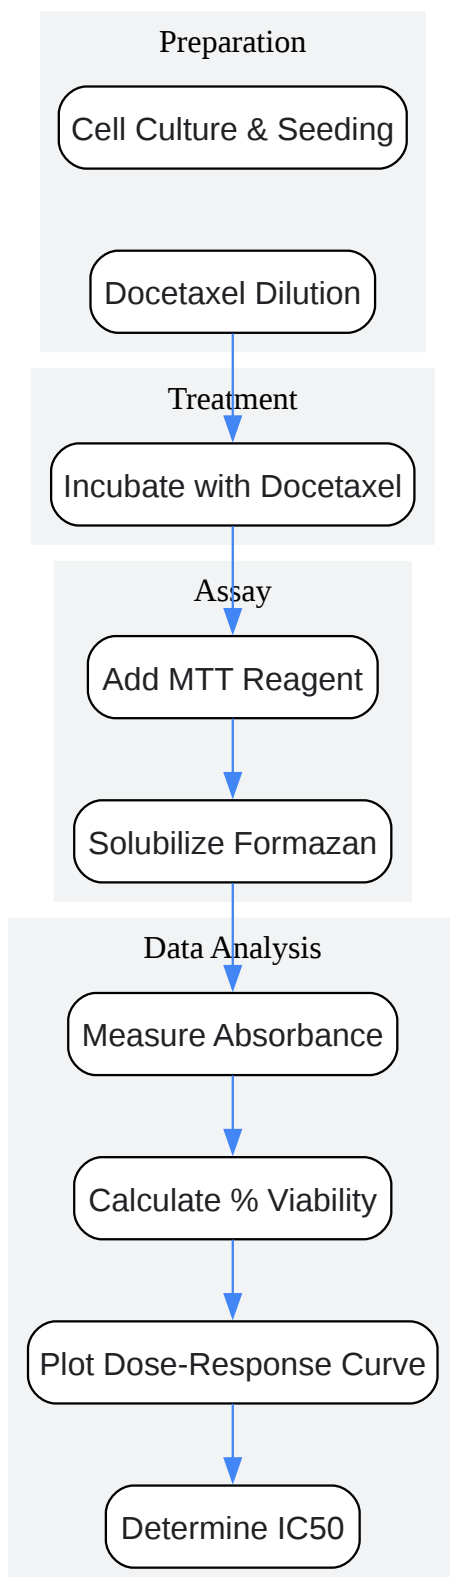 Preparation
Cell Culture & Seeding
Docetaxel Dilution
Treatment
Incubate with Docetaxel
Assay
Add MTT Reagent
Solubilize Formazan
Data Analysis
Measure Absorbance
Calculate % Viability
Plot Dose-Response Curve
Determine IC50